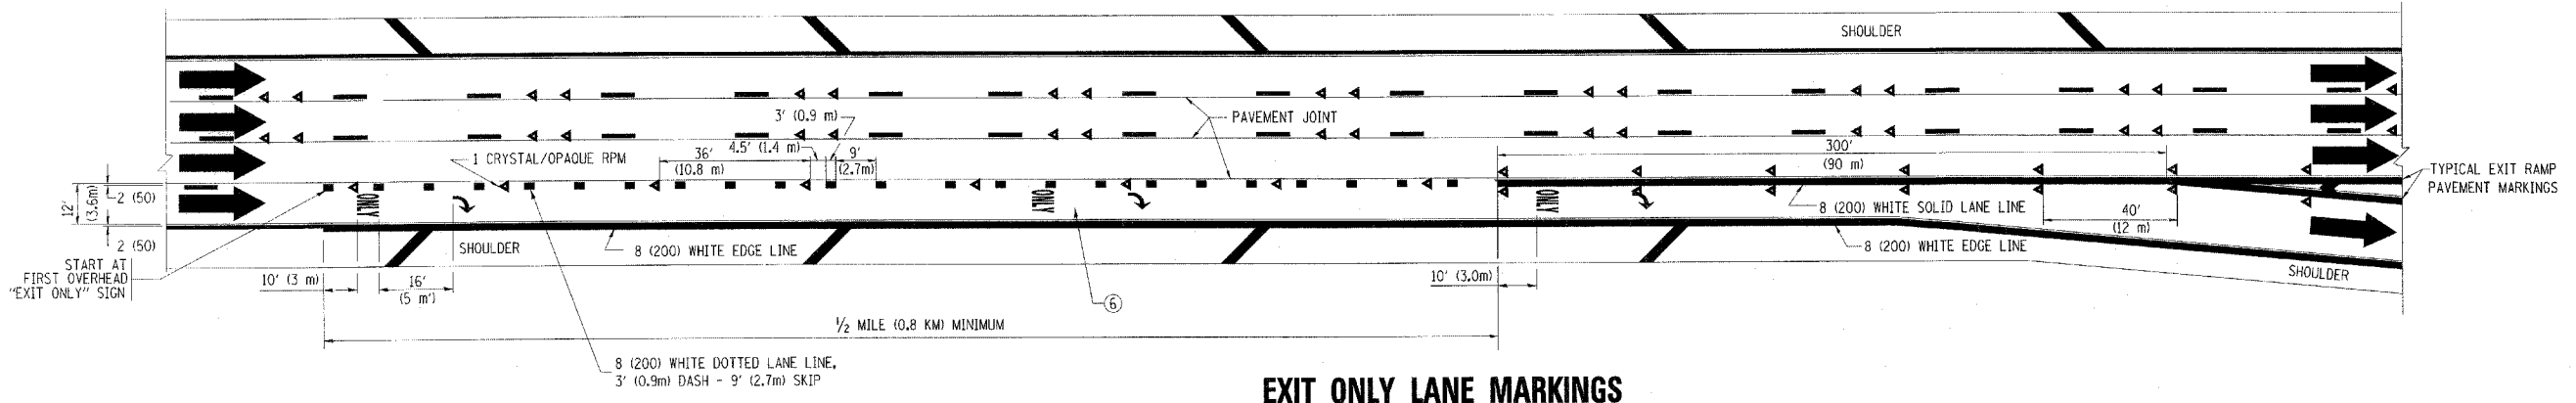 SHOULDER
3' (0.9 m)
PAVEMENT JOINT
4.5' (1.4 m)
36'
(10.8 m)
9'
(2.7m)
1 CRYSTAL/OPAQUE RPM
300'
(90 m)
TYPICAL EXIT RAMP
PAVEMENT MARKINGS
12'
(3.6m)
2 (50)
ONLY
ONLY
ONLY
8 (200) WHITE SOLID LANE LINE
40'
(12 m)
2 (50)
SHOULDER
8 (200) WHITE EDGE LINE
8 (200) WHITE EDGE LINE
START AT
FIRST OVERHEAD
"EXIT ONLY" SIGN
10' (3 m)
16'
(5 m')
10' (3.0m)
SHOULDER
6
1/2 MILE (0.8 KM) MINIMUM
8 (200) WHITE DOTTED LANE LINE,
3' (0.9m) DASH - 9' (2.7m) SKIP
EXIT ONLY LANE MARKINGS